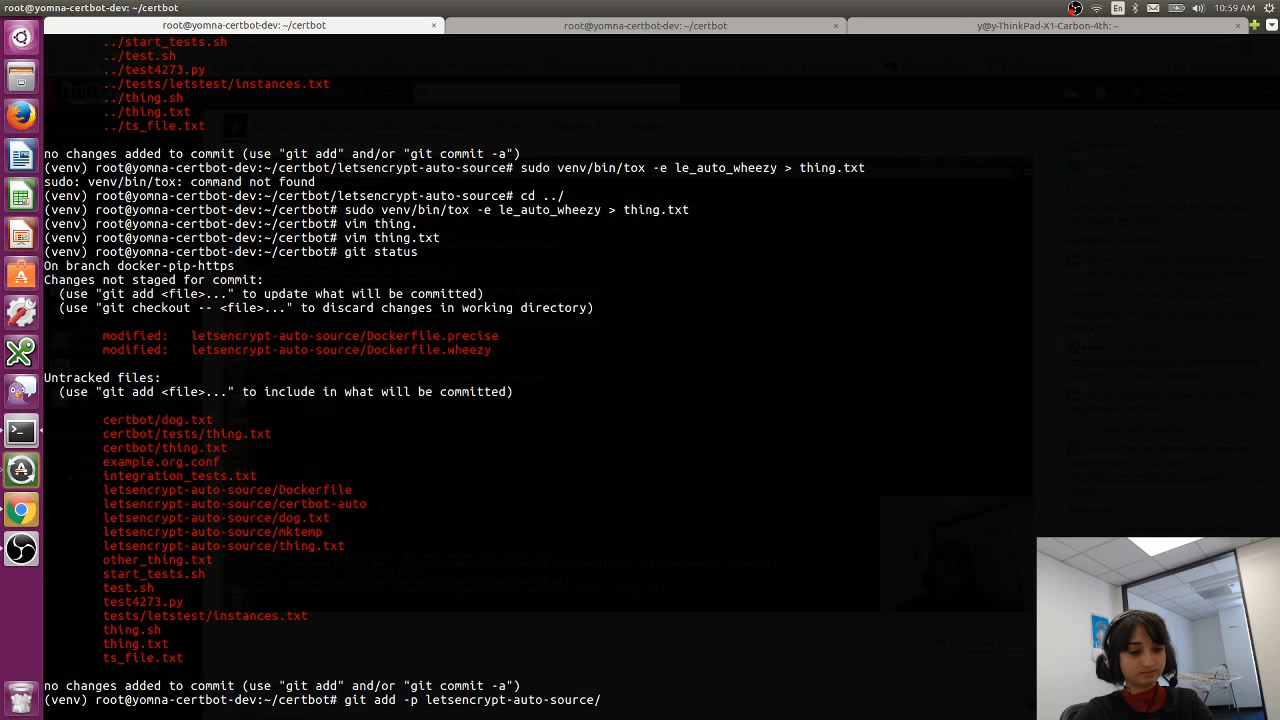 root@yomna-certbot-dev: ~/certbot
En
10:59 AM
root@yomna-certbot-dev: ~/certbot ×
root@yomna-certbot-dev: ~/certbot ×
y@y-ThinkPad-X1-Carbon-4th: ~ ×
../start_tests.sh
../test.sh
../test4273.py
../tests/letstest/instances.txt
../thing.sh
../thing.txt
../ts_file.txt
no changes added to commit (use "git add" and/or "git commit -a")
(venv) root@yomna-certbot-dev:~/certbot/letsencrypt-auto-source# sudo venv/bin/tox -e le_auto_wheezy > thing.txt
sudo: venv/bin/tox: command not found
(venv) root@yomna-certbot-dev:~/certbot/letsencrypt-auto-source# cd ../
(venv) root@yomna-certbot-dev:~/certbot# sudo venv/bin/tox -e le_auto_wheezy > thing.txt
(venv) root@yomna-certbot-dev:~/certbot# vim thing.
(venv) root@yomna-certbot-dev:~/certbot# vim thing.txt
(venv) root@yomna-certbot-dev:~/certbot# git status
On branch docker-pip-https
Changes not staged for commit:
(use "git add <file>..." to update what will be committed)
(use "git checkout -- <file>..." to discard changes in working directory)
modified: letsencrypt-auto-source/Dockerfile.precise
modified: letsencrypt-auto-source/Dockerfile.wheezy
Untracked files:
(use "git add <file>..." to include in what will be committed)
certbot/dog.txt
certbot/tests/thing.txt
certbot/thing.txt
example.org.conf
integration_tests.txt
letsencrypt-auto-source/Dockerfile
letsencrypt-auto-source/certbot-auto
letsencrypt-auto-source/dog.txt
letsencrypt-auto-source/mktemp
letsencrypt-auto-source/thing.txt
other_thing.txt
start_tests.sh
test.sh
test4273.py
tests/letstest/instances.txt
thing.sh
thing.txt
ts_file.txt
no changes added to commit (use "git add" and/or "git commit -a")
(venv) root@yomna-certbot-dev:~/certbot# git add -p letsencrypt-auto-source/